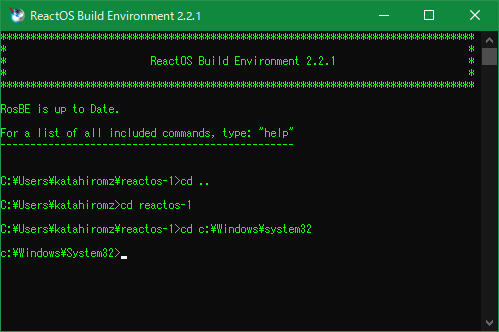 ReactOS Build Environment 2.2.1
*******************************************************************************
*                                                                             *
*                        ReactOS Build Environment 2.2.1                      *
*                                                                             *
*******************************************************************************
RosBE is up to Date.
For a list of all included commands, type: "help"
-------------------------------------------------
C:¥Users¥katahiromz¥reactos-1>cd ..
C:¥Users¥katahiromz>cd reactos-1
C:¥Users¥katahiromz¥reactos-1>cd c:¥Windows¥system32
c:¥Windows¥System32>